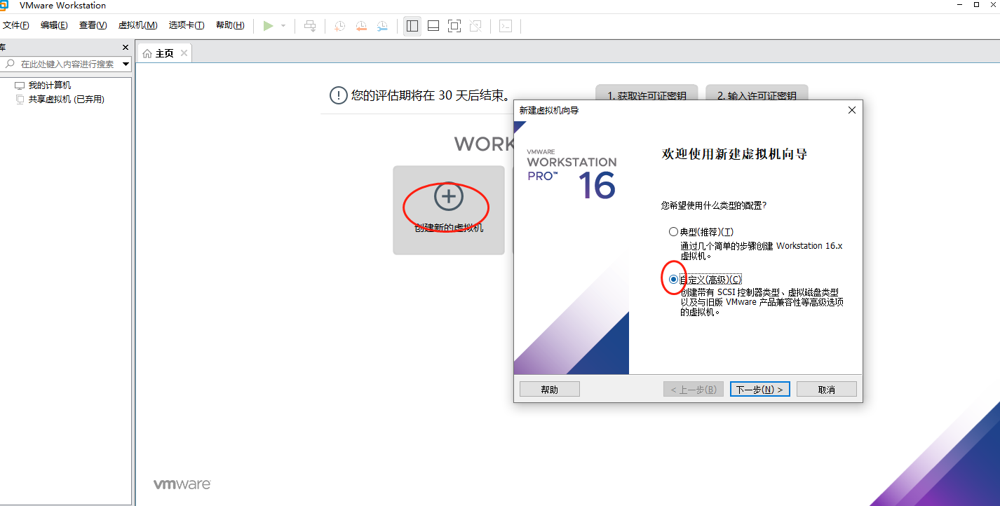 VMware Workstation
文件(F) 编辑(E) 查看(V) 虚拟机(M) 选项卡(T) 帮助(H)
库
主页
在此处键入内容进行搜索
我的计算机
共享虚拟机 (已弃用)
您的评估期将在 30 天后结束。
1. 获取许可证密钥
2. 输入许可证密钥
WORK
创建新的虚拟机
新建虚拟机向导
VMWARE
WORKSTATION
PRO™ 16
欢迎使用新建虚拟机向导
您希望使用什么类型的配置?
典型(推荐)(T)
通过几个简单的步骤创建 Workstation 16.x
虚拟机。
自定义(高级)(C)
创建带有 SCSI 控制器类型、虚拟磁盘类型
以及与旧版 VMware 产品兼容性等高级选项
的虚拟机。
帮助
< 上一步(B)
下一步(N) >
取消
vmware